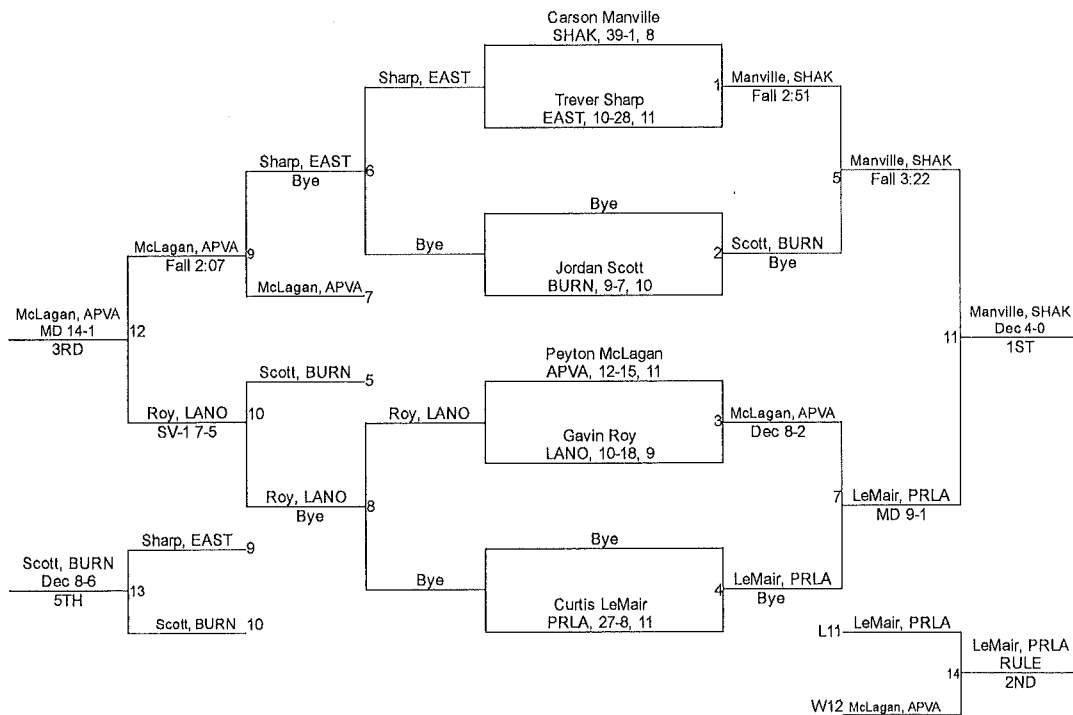 Carson Manville
SHAK, 39-1, 8
Sharp, EAST
1
Manville, SHAK
Fall 2:51
Trever Sharp
EAST, 10-28, 11
Sharp, EAST
Bye
6
5
Manville, SHAK
Fall 3:22
Bye
McLagan, APVA
Fall 2:07
9
Bye
2
Scott, BURN
Bye
Jordan Scott
BURN, 9-7, 10
McLagan, APVA
7
McLagan, APVA
MD 14-1
3RD
12
11
Manville, SHAK
Dec 4-0
1ST
Peyton McLagan
APVA, 12-15, 11
Scott, BURN
5
Roy, LANO
SV-1 7-5
10
Roy, LANO
3
McLagan, APVA
Dec 8-2
Gavin Roy
LANO, 10-18, 9
Roy, LANO
Bye
8
7
LeMair, PRLA
MD 9-1
Sharp, EAST
9
Bye
Scott, BURN
Dec 8-6
5TH
13
Bye
4
LeMair, PRLA
Bye
Curtis LeMair
PRLA, 27-8, 11
Scott, BURN
10
L11
LeMair, PRLA
14
LeMair, PRLA
RULE
2ND
W12
McLagan, APVA